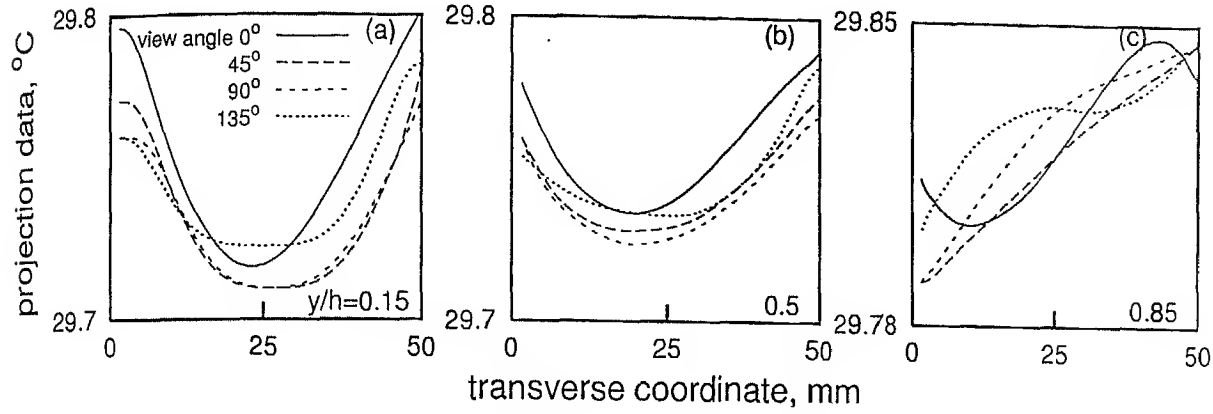 projection data, °C
29.8
29.7
view angle 0°
45°
90°
135°
(a)
y/h=0.15
0 25 50
29.8
29.7
(b)
0.5
0 25 50
29.85
29.78
(c)
0.85
0 25 50
transverse coordinate, mm